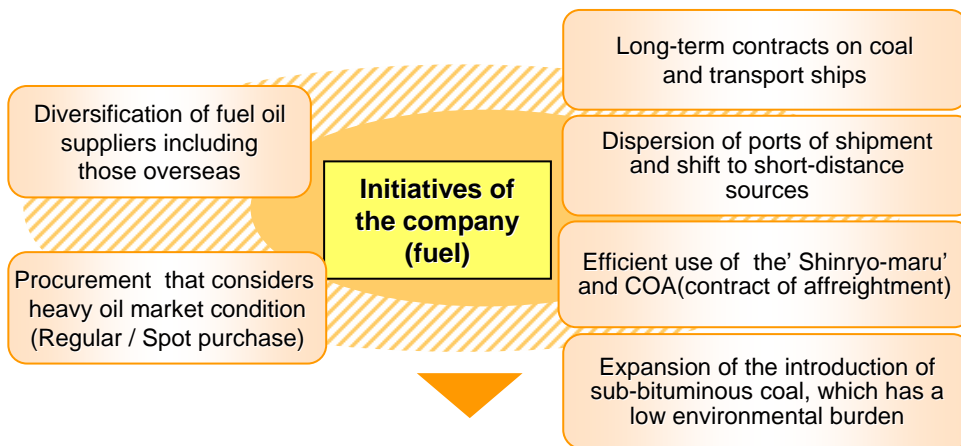 Diversification of fuel oil
suppliers including
those overseas
Procurement  that considers
heavy oil market condition
(Regular / Spot purchase)
Initiatives of
the company
(fuel)
Long-term contracts on coal
and transport ships
Dispersion of ports of shipment
and shift to short-distance
sources
Efficient use of  the' Shinryo-maru'
and COA(contract of affreightment)
Expansion of the introduction of
sub-bituminous coal, which has a
low environmental burden